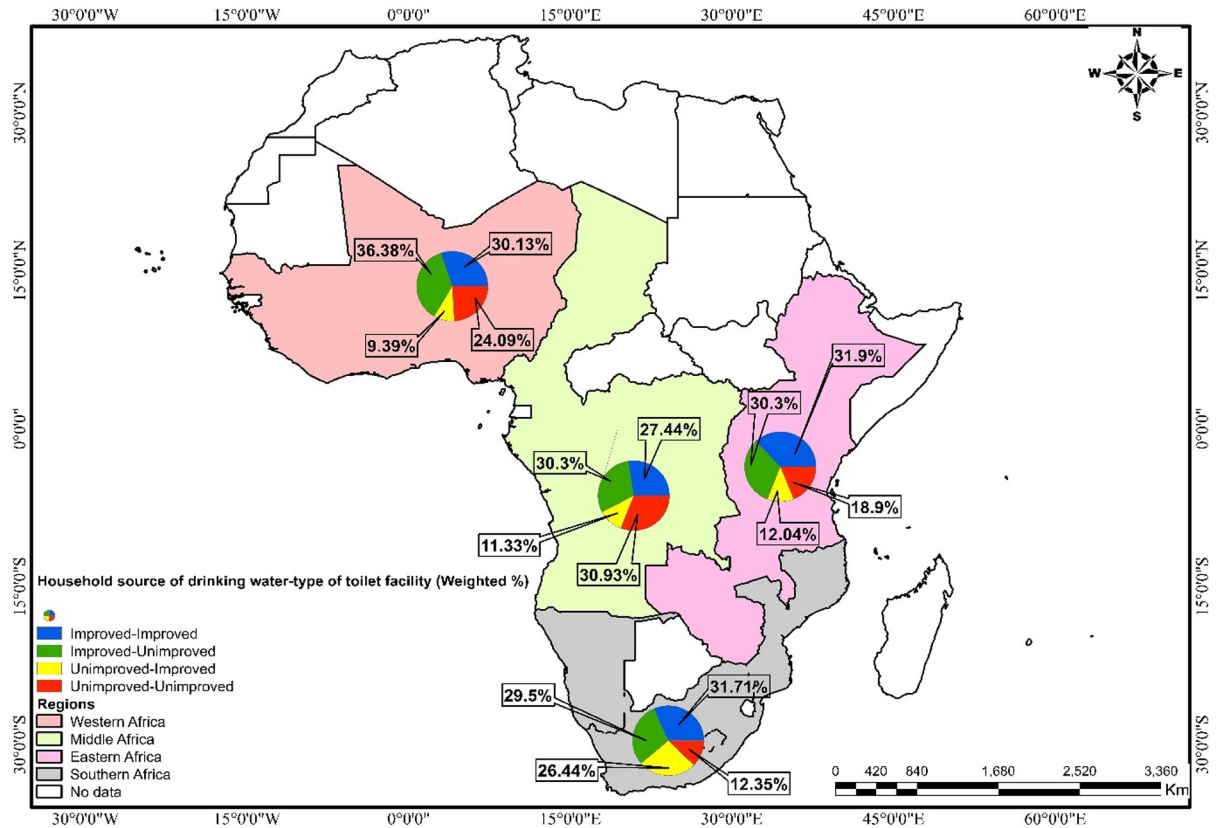 15°0'0"W 0°0'0" 15°0'0"E 30°0'0"E 45°0'0"E 60°0'0"E
N
W E
S
30°0'0"N 30°0'0"N
15°0'0"N 15°0'0"N
0°0'0" 0°0'0"
15°0'0"S 15°0'0"S
30°0'0"S 30°0'0"S
36.38% 30.13%
9.39% 24.09%
31.9%
30.3%
18.9%
12.04%
27.44%
30.3%
11.33%
30.93%
31.71%
29.5%
26.44%
12.35%
Household source of drinking water-type of toilet facility (Weighted %)
Improved-Improved
Improved-Unimproved
Unimproved-Improved
Unimproved-Unimproved
Regions
Western Africa
Middle Africa
Eastern Africa
Southern Africa
No data
0 420 840 1,680 2,520 3,360
Km
30°0'0"W 15°0'0"W 0°0'0" 15°0'0"E 30°0'0"E 45°0'0"E 60°0'0"E